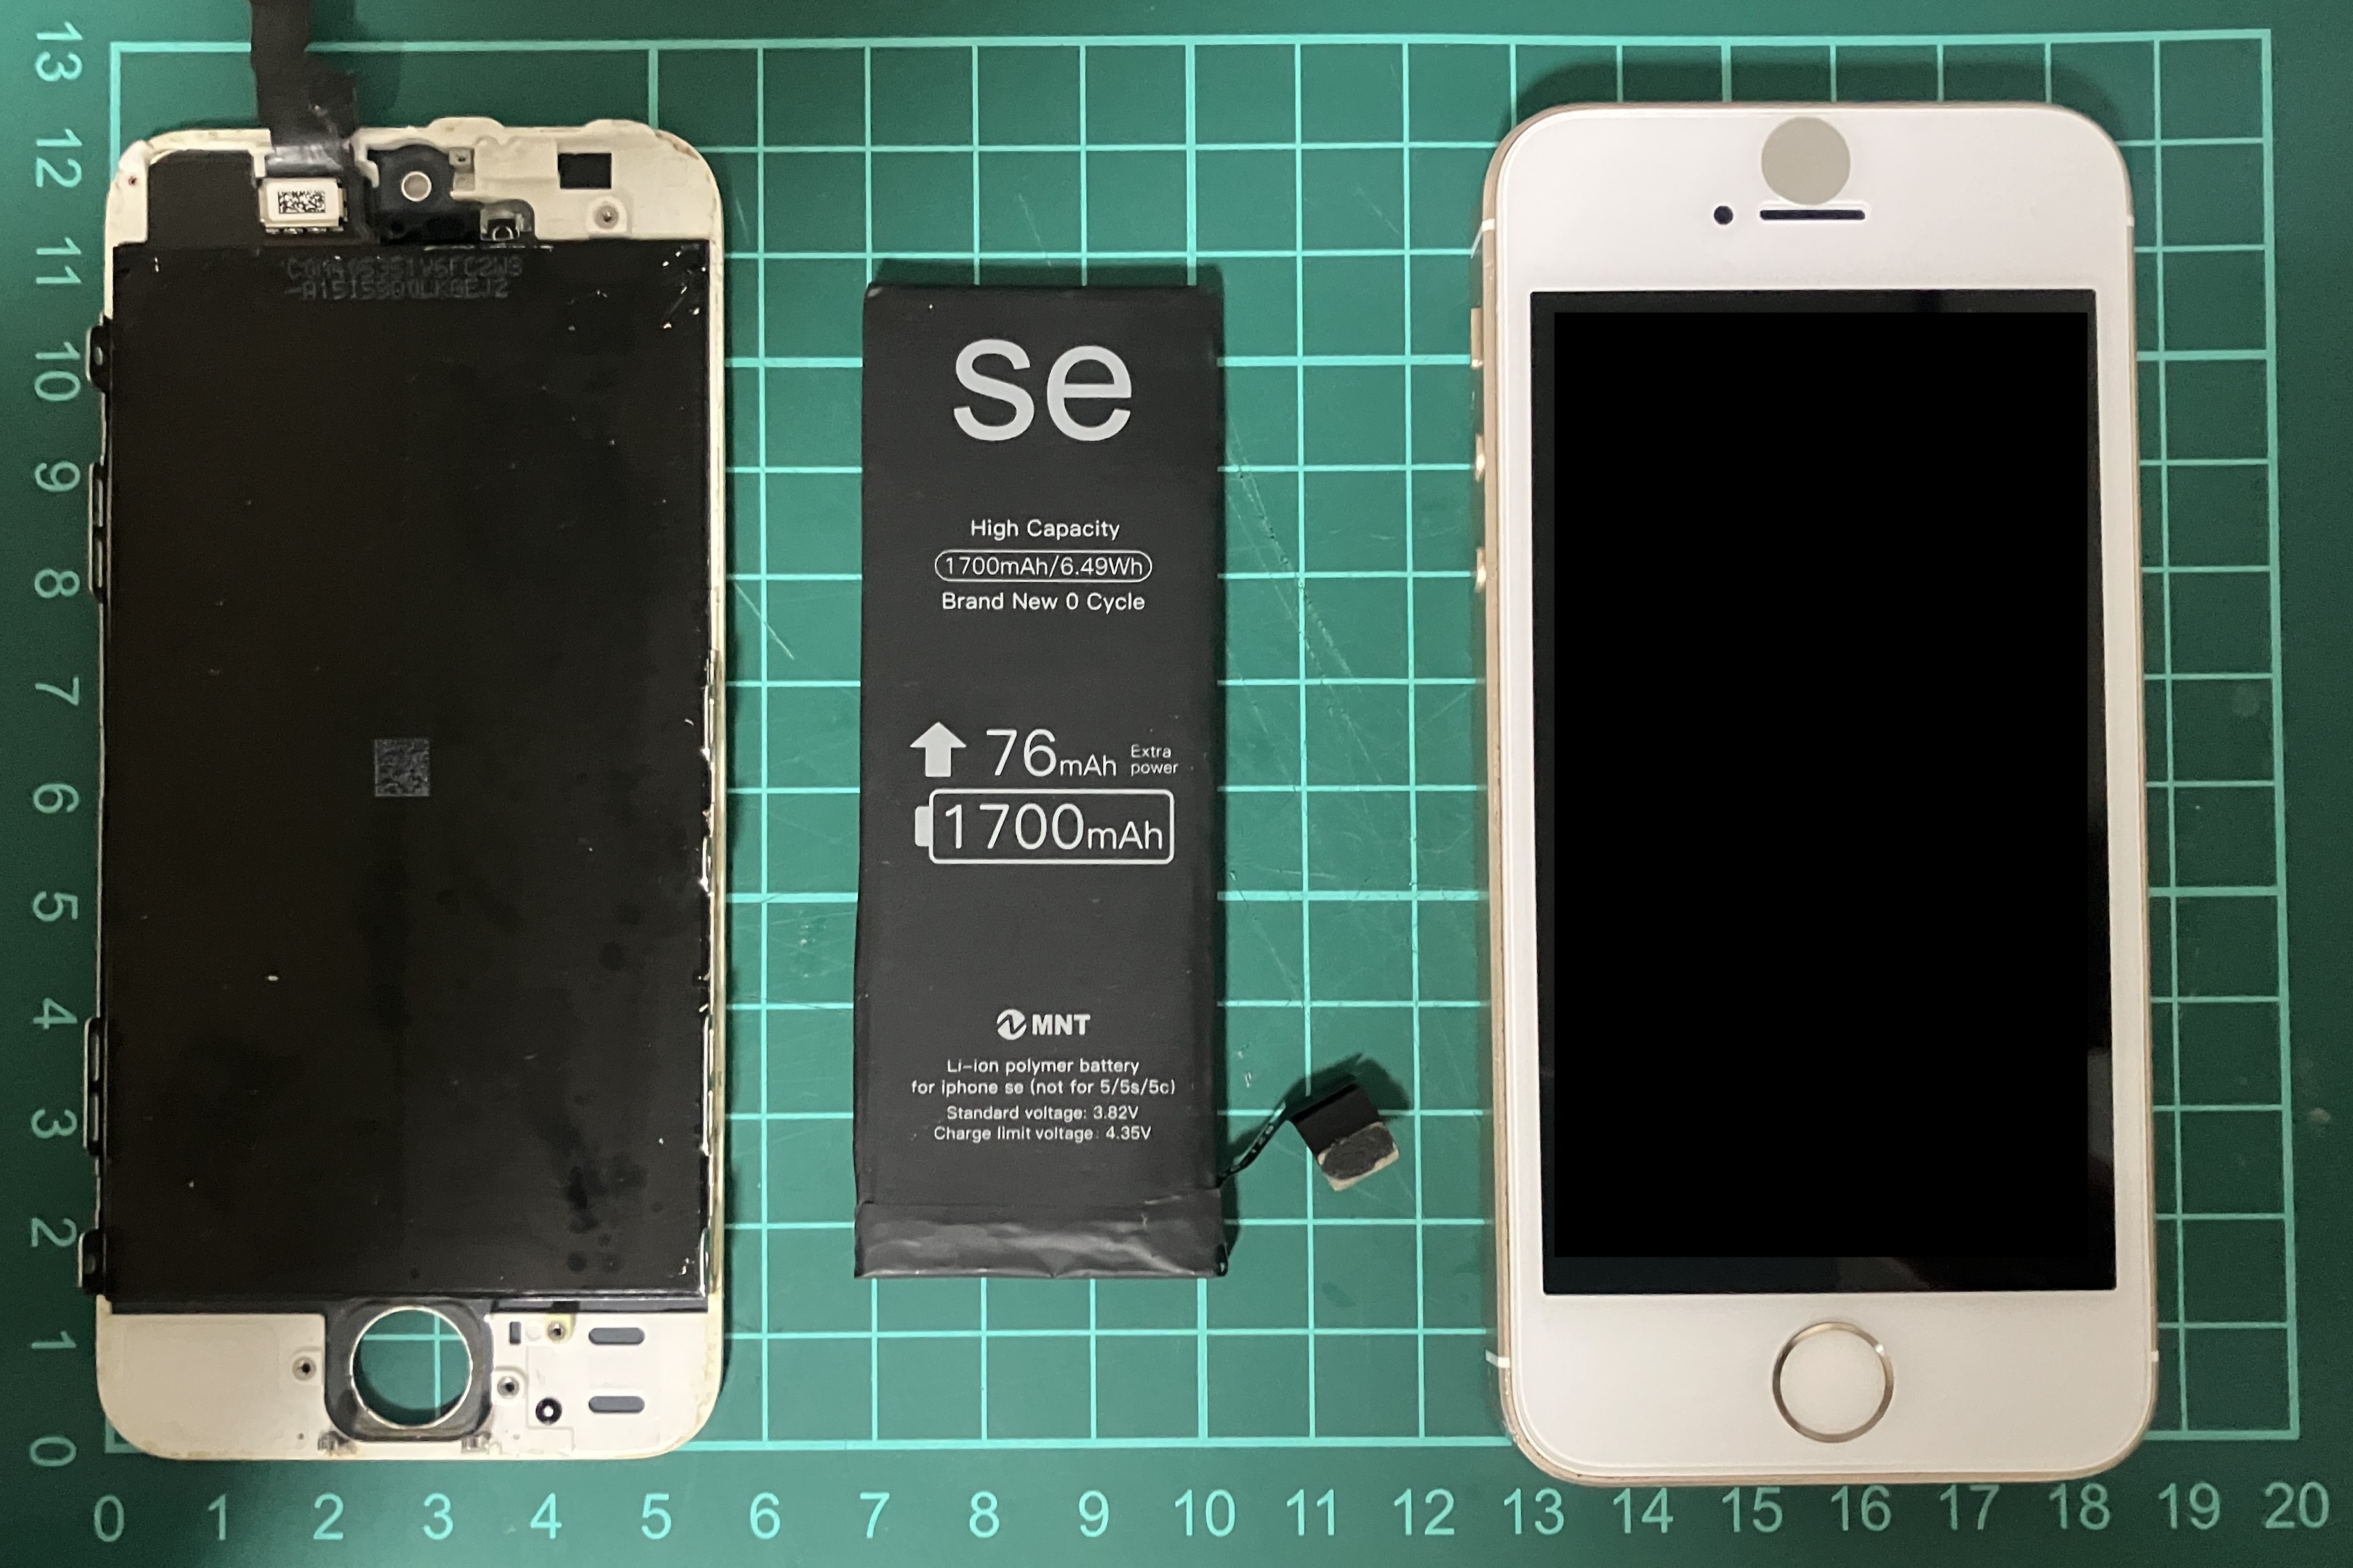 13
12
11
10
9
8
7
6
5
4
3
2
1
0
0 1 2 3 4 5 6 7 8 9 10 11 12 13 14 15 16 17 18 19 20
se
High Capacity
1700mAh/6.49Wh
Brand New 0 Cycle
76mAh Extra power
1700mAh
MNT
Li-ion polymer battery
for iphone se (not for 5/5s/5c)
Standard voltage: 3.82V
Charge limit voltage: 4.35V